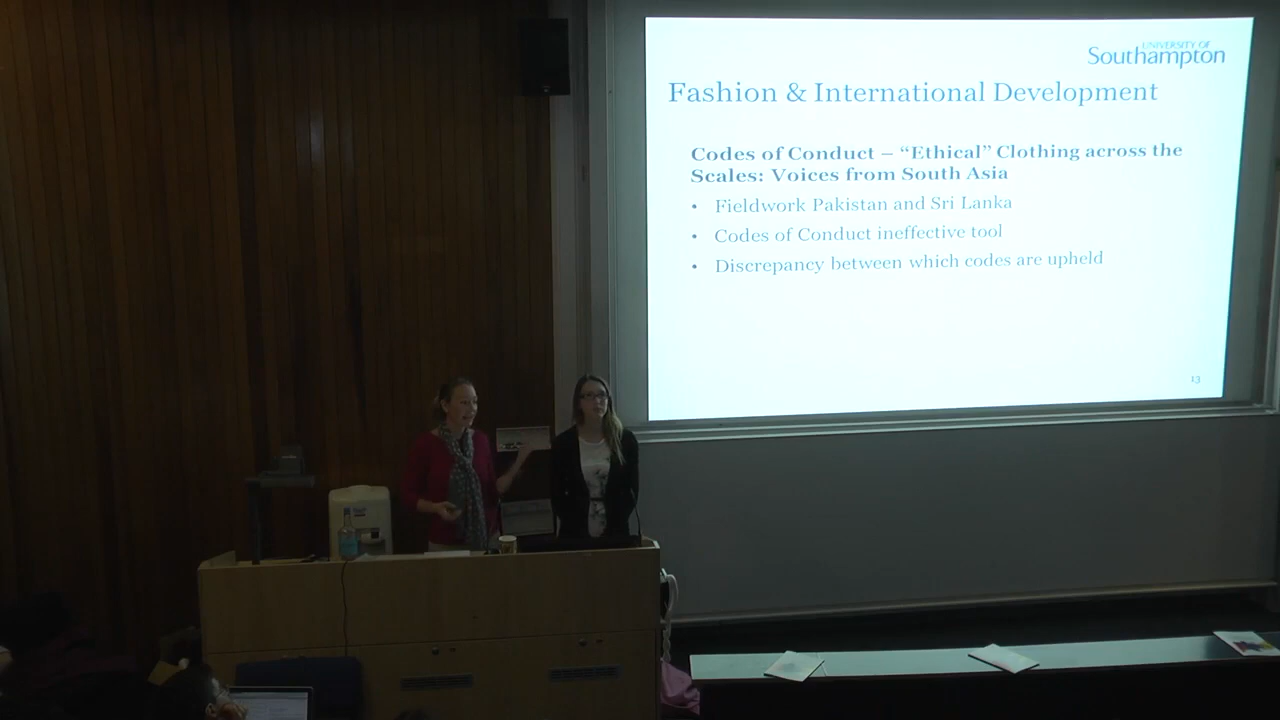 UNIVERSITY OF
Southampton
Fashion & International Development
Codes of Conduct – “Ethical” Clothing across the
Scales: Voices from South Asia
• Fieldwork Pakistan and Sri Lanka
• Codes of Conduct ineffective tool
• Discrepancy between which codes are upheld
13